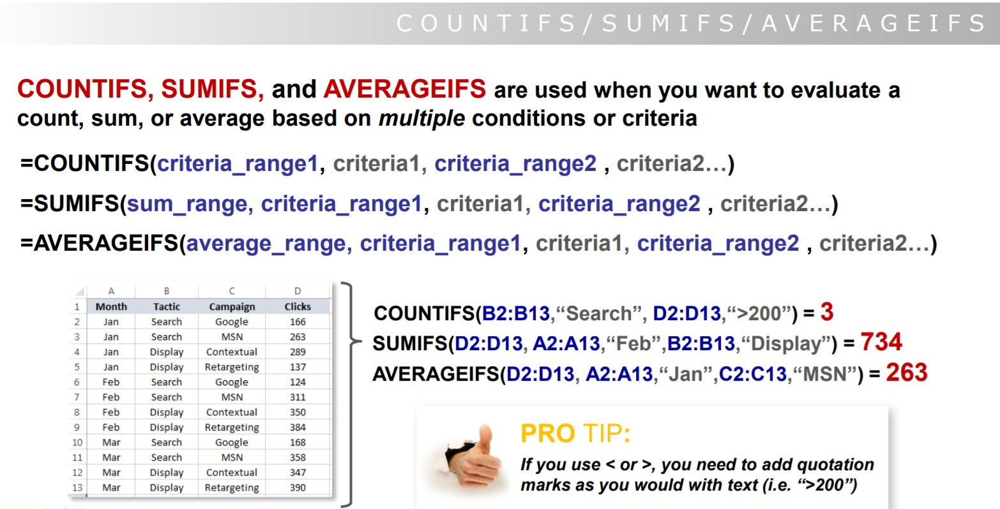 COUNTIFS/SUMIFS/AVERAGEIFS
COUNTIFS, SUMIFS, and AVERAGEIFS are used when you want to evaluate a
count, sum, or average based on multiple conditions or criteria
=COUNTIFS(criteria_range1, criteria1, criteria_range2 , criteria2…)
=SUMIFS(sum_range, criteria_range1, criteria1, criteria_range2 , criteria2…)
=AVERAGEIFS(average_range, criteria_range1, criteria1, criteria_range2 , criteria2…)
A B C D
1 Month Tactic Campaign Clicks
2 Jan Search Google 166
3 Jan Search MSN 263
4 Jan Display Contextual 289
5 Jan Display Retargeting 137
6 Feb Search Google 124
7 Feb Search MSN 311
8 Feb Display Contextual 350
9 Feb Display Retargeting 384
10 Mar Search Google 168
11 Mar Search MSN 358
12 Mar Display Contextual 347
13 Mar Display Retargeting 390
COUNTIFS(B2:B13,“Search”, D2:D13,“>200”) = 3
SUMIFS(D2:D13, A2:A13,“Feb”,B2:B13,“Display”) = 734
AVERAGEIFS(D2:D13, A2:A13,“Jan”,C2:C13,“MSN”) = 263
PRO TIP:
If you use < or >, you need to add quotation
marks as you would with text (i.e. “>200”)